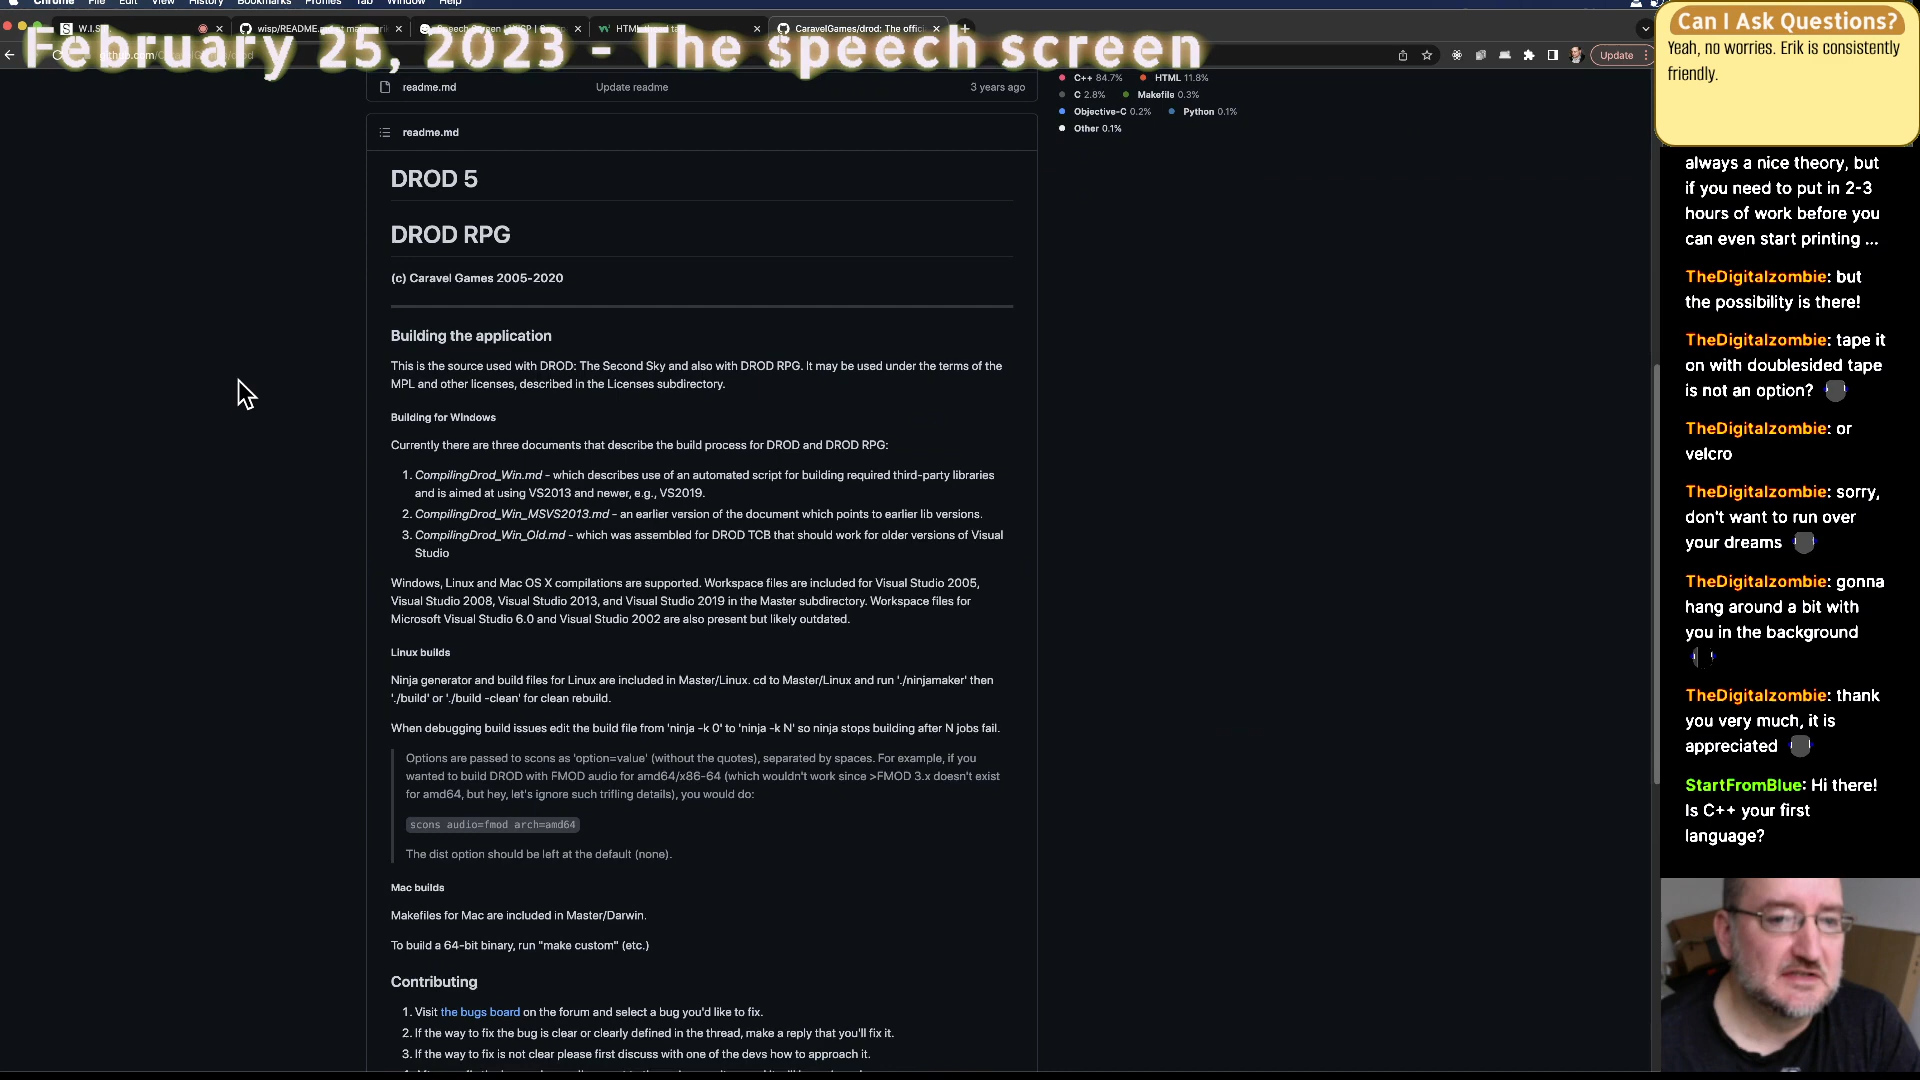 Chrome File Edit View History Bookmarks Profiles Tab Window Help
W.I.S.
wisp/README.
HTML
CaravelGames/drod: The offici
February 25, 2023 - The speech screen
Update
Can I Ask Questions?
Yeah, no worries. Erik is consistently
friendly.
readme.md
Update readme
3 years ago
C++ 84.7%
HTML 11.8%
C 2.8%
Makefile 0.3%
Objective-C 0.2%
Python 0.1%
Other 0.1%
readme.md
DROD 5
DROD RPG
(c) Caravel Games 2005-2020
Building the application
This is the source used with DROD: The Second Sky and also with DROD RPG. It may be used under the terms of the
MPL and other licenses, described in the Licenses subdirectory.
Building for Windows
Currently there are three documents that describe the build process for DROD and DROD RPG:
1. CompilingDrod_Win.md - which describes use of an automated script for building required third-party libraries
and is aimed at using VS2013 and newer, e.g., VS2019.
2. CompilingDrod_Win_MSVS2013.md - an earlier version of the document which points to earlier lib versions.
3. CompilingDrod_Win_Old.md - which was assembled for DROD TCB that should work for older versions of Visual
Studio
Windows, Linux and Mac OS X compilations are supported. Workspace files are included for Visual Studio 2005,
Visual Studio 2008, Visual Studio 2013, and Visual Studio 2019 in the Master subdirectory. Workspace files for
Microsoft Visual Studio 6.0 and Visual Studio 2002 are also present but likely outdated.
Linux builds
Ninja generator and build files for Linux are included in Master/Linux. cd to Master/Linux and run './ninjamaker' then
'./build' or './build -clean' for clean rebuild.
When debugging build issues edit the build file from 'ninja -k 0' to 'ninja -k N' so ninja stops building after N jobs fail.
Options are passed to scons as 'option=value' (without the quotes), separated by spaces. For example, if you
wanted to build DROD with FMOD audio for amd64/x86-64 (which wouldn't work since >FMOD 3.x doesn't exist
for amd64, but hey, let's ignore such trifling details), you would do:
scons audio=fmod arch=amd64
The dist option should be left at the default (none).
Mac builds
Makefiles for Mac are included in Master/Darwin.
To build a 64-bit binary, run "make custom" (etc.)
Contributing
1. Visit the bugs board on the forum and select a bug you'd like to fix.
2. If the way to fix the bug is clear or clearly defined in the thread, make a reply that you'll fix it.
3. If the way to fix is not clear please first discuss with one of the devs how to approach it.
always a nice theory, but
if you need to put in 2-3
hours of work before you
can even start printing ...
TheDigitalzombie: but
the possibility is there!
TheDigitalzombie: tape it
on with doublesided tape
is not an option?
TheDigitalzombie: or
velcro
TheDigitalzombie: sorry,
don't want to run over
your dreams
TheDigitalzombie: gonna
hang around a bit with
you in the background
TheDigitalzombie: thank
you very much, it is
appreciated
StartFromBlue: Hi there!
Is C++ your first
language?